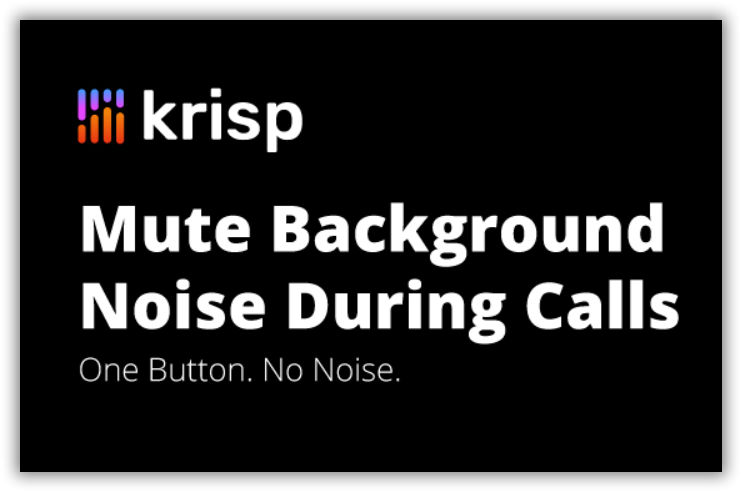 krisp
Mute Background
Noise During Calls
One Button. No Noise.